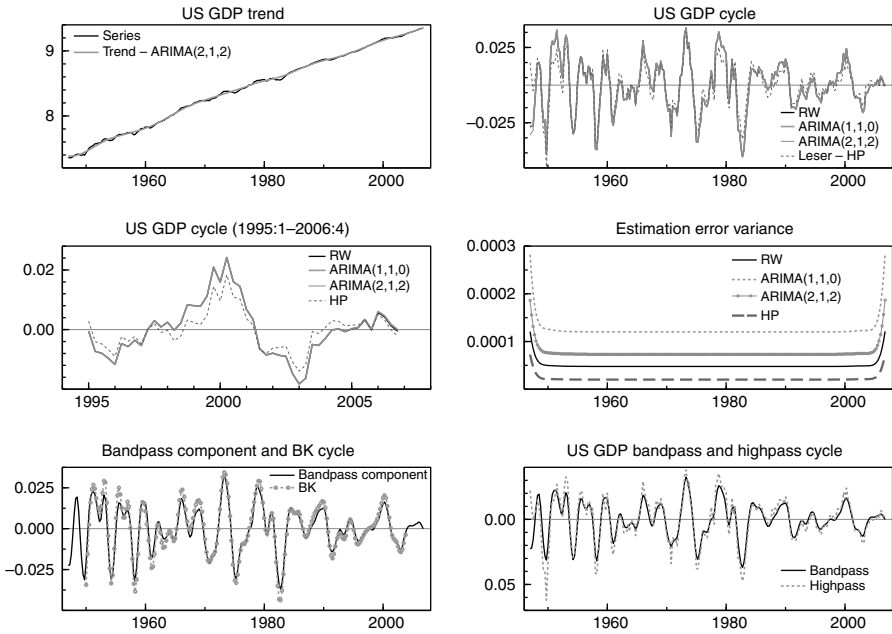 US GDP trend
9
8
Series
Trend – ARIMA(2,1,2)
1960
1980
2000
US GDP cycle
0.025
−0.025
RW
ARIMA(1,1,0)
ARIMA(2,1,2)
Leser – HP
1960
1980
2000
US GDP cycle (1995:1–2006:4)
0.02
0.00
RW
ARIMA(1,1,0)
ARIMA(2,1,2)
HP
1995
2000
2005
Estimation error variance
0.0003
0.0002
0.0001
RW
ARIMA(1,1,0)
ARIMA(2,1,2)
HP
1960
1980
2000
Bandpass component and BK cycle
0.025
0.000
−0.025
Bandpass component
BK
1960
1980
2000
US GDP bandpass and highpass cycle
0.00
0.05
Bandpass
Highpass
1960
1980
2000